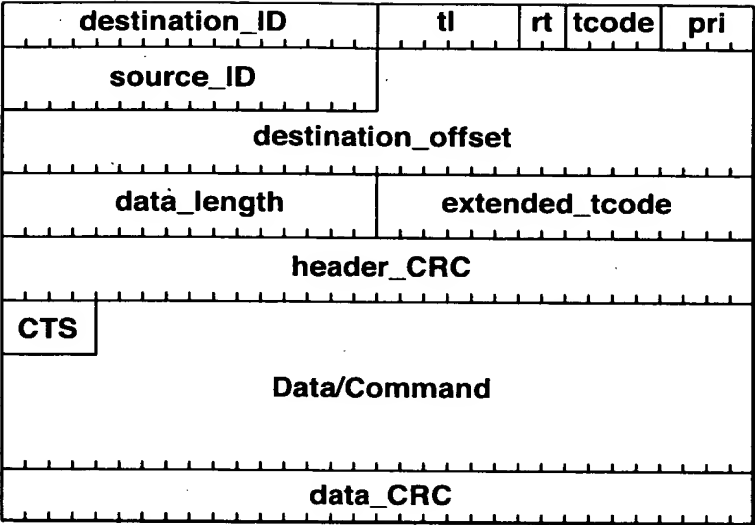 destination_ID tl rt tcode pri
source_ID
destination_offset
data_length extended_tcode
header_CRC
CTS
Data/Command
data_CRC